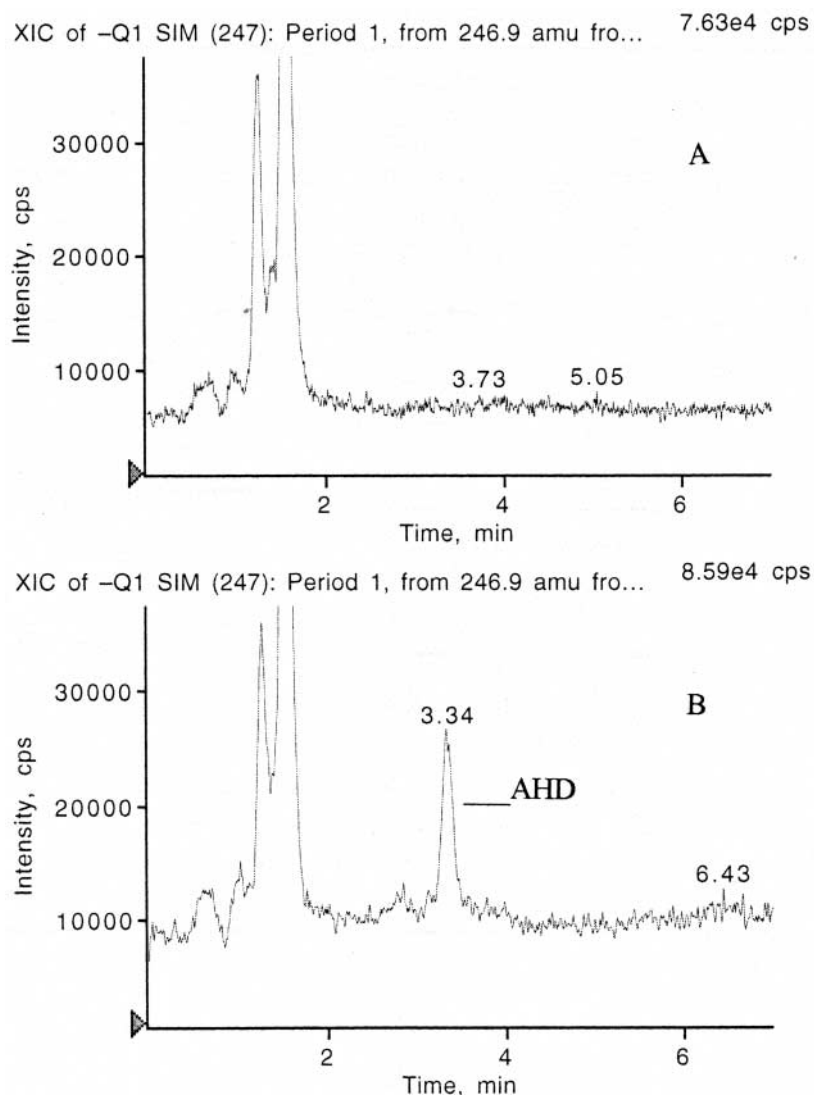 XIC of –Q1 SIM (247): Period 1, from 246.9 amu fro... 7.63e4 cps
A
30000
20000
10000
Intensity, cps
3.73 5.05
2 4 6
Time, min
XIC of –Q1 SIM (247): Period 1, from 246.9 amu fro... 8.59e4 cps
B
30000
20000
10000
Intensity, cps
3.34
AHD
6.43
2 4 6
Time, min